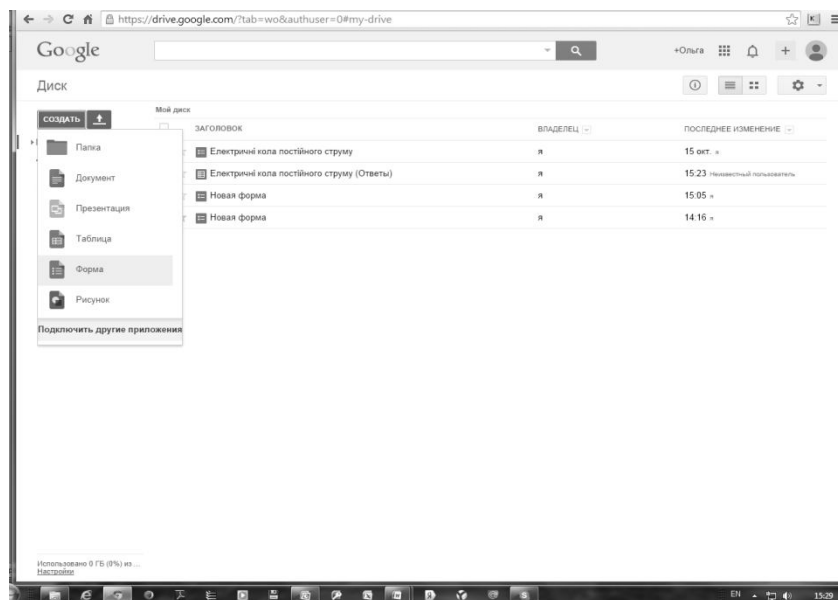 https://drive.google.com/?tab=wo&authuser=0#my-drive
Google
+Ольга
Диск
СОЗДАТЬ
Мой диск
ЗАГОЛОВОК ВЛАДЕЛЕЦ ПОСЛЕДНЕЕ ИЗМЕНЕНИЕ
Папка
Електричні кола постійного струму я 15 окт. я
Документ
Електричні кола постійного струму (Ответы) я 15:23 Неизвестный пользователь
Презентация
Новая форма я 15:05 я
Новая форма я 14:16 я
Таблица
Форма
Рисунок
Подключить другие приложения
Использовано 0 ГБ (0%) из ...
Настройки
EN 15:29